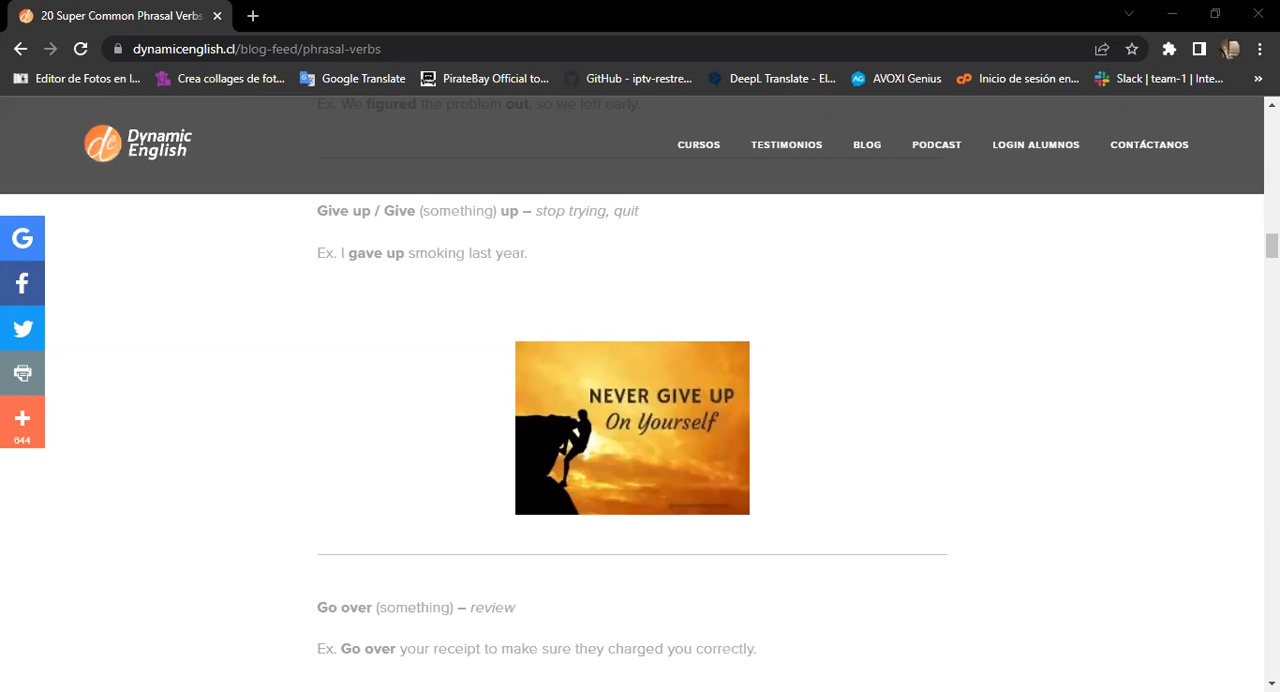 20 Super Common Phrasal Verbs
dynamicenglish.cl/blog-feed/phrasal-verbs
Editor de Fotos en l... Crea collages de fot... Google Translate PirateBay Official to... GitHub - iptv-restre... DeepL Translate - El... AVOXI Genius Inicio de sesión en... Slack | team-1 | Inte... »
Ex. We figured the problem out, so we left early.
de Dynamic
English
CURSOS TESTIMONIOS BLOG PODCAST LOGIN ALUMNOS CONTÁCTANOS
Give up / Give (something) up – stop trying, quit
Ex. I gave up smoking last year.
NEVER GIVE UP
On Yourself
644
Go over (something) – review
Ex. Go over your receipt to make sure they charged you correctly.